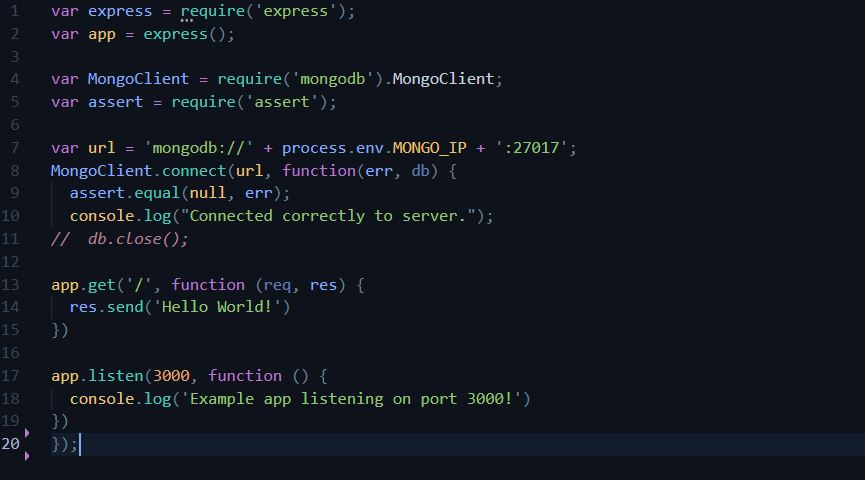 1 var express = require('express');
2 var app = express();
3
4 var MongoClient = require('mongodb').MongoClient;
5 var assert = require('assert');
6
7 var url = 'mongodb://' + process.env.MONGO_IP + ':27017';
8 MongoClient.connect(url, function(err, db) {
9   assert.equal(null, err);
10   console.log("Connected correctly to server.");
11 //  db.close();
12
13 app.get('/', function (req, res) {
14   res.send('Hello World!')
15 })
16
17 app.listen(3000, function () {
18   console.log('Example app listening on port 3000!')
19 })
20 });